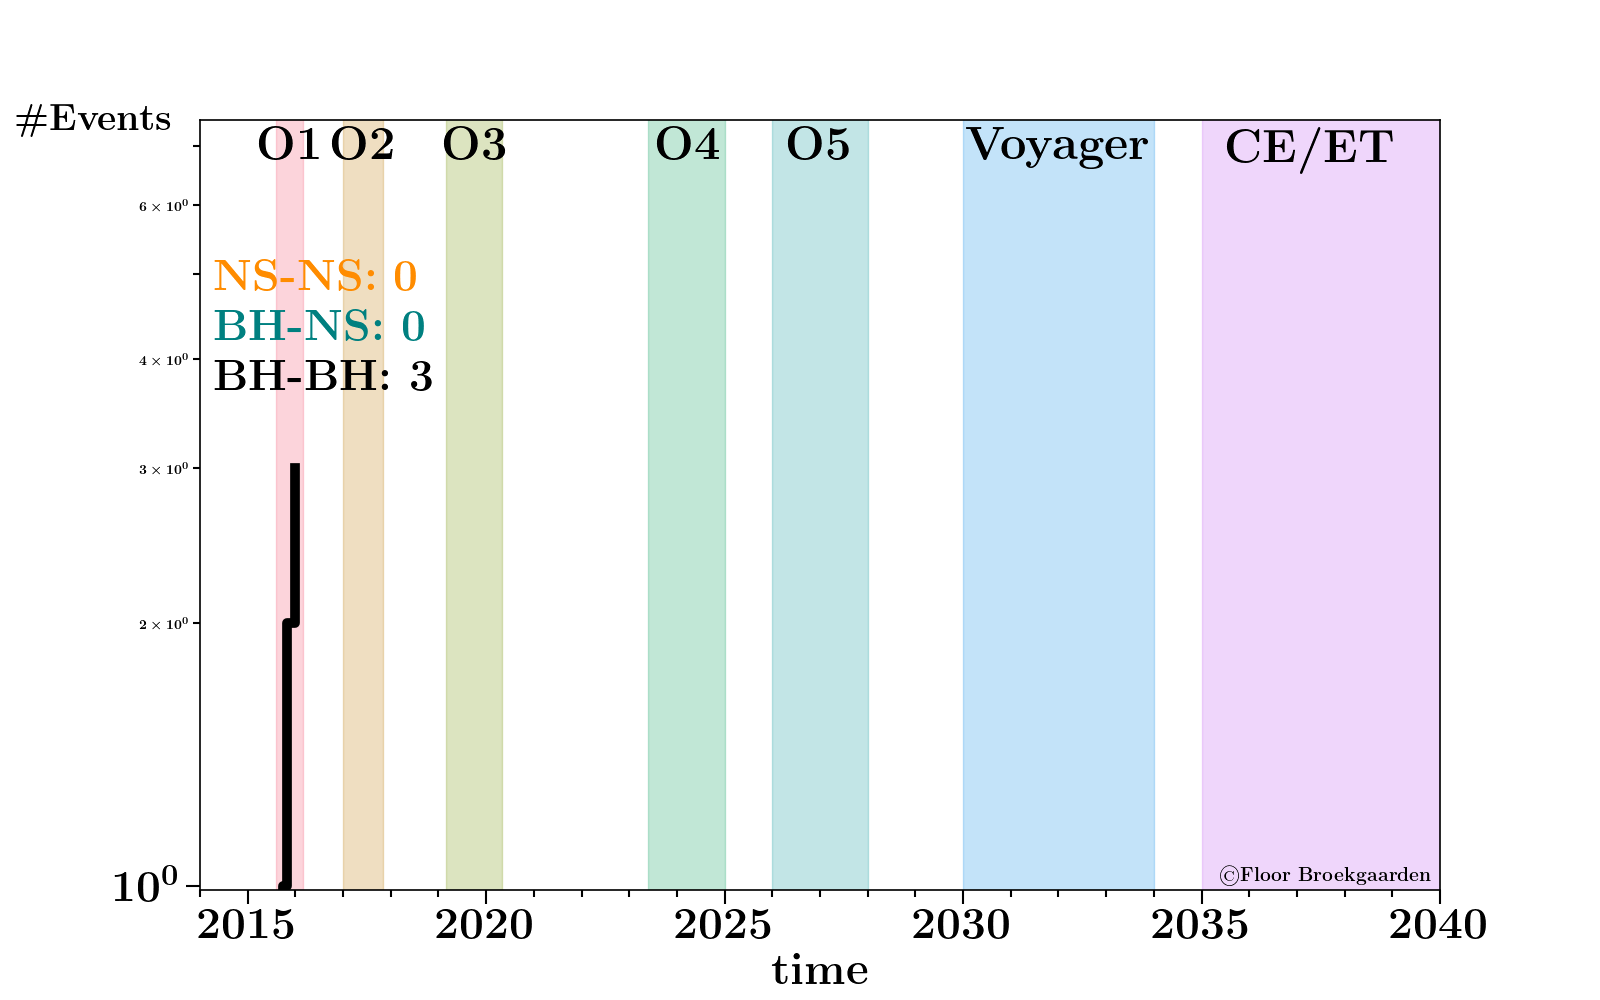 #Events
O1 O2 O3 O4 O5 Voyager CE/ET
6 × 10⁰
NS-NS: 0
BH-NS: 0
4 × 10⁰
BH-BH: 3
3 × 10⁰
2 × 10⁰
10⁰
©Floor Broekgaarden
2015 2020 2025 2030 2035 2040
time